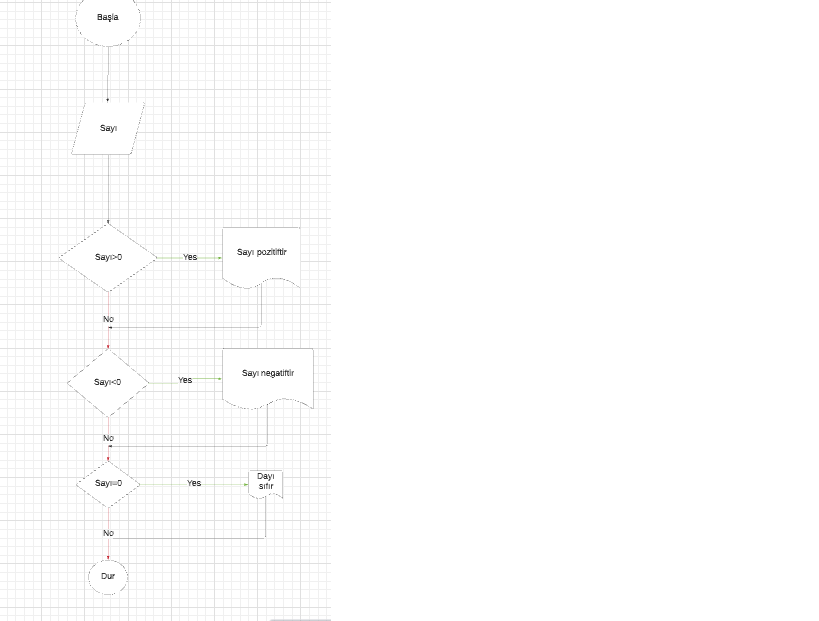 Başla
Sayı
Sayı>0
Yes
Sayı pozitiftir
No
Sayı<0
Yes
Sayı negatiftir
No
Sayı=0
Yes
Dayı
sıfır
No
Dur